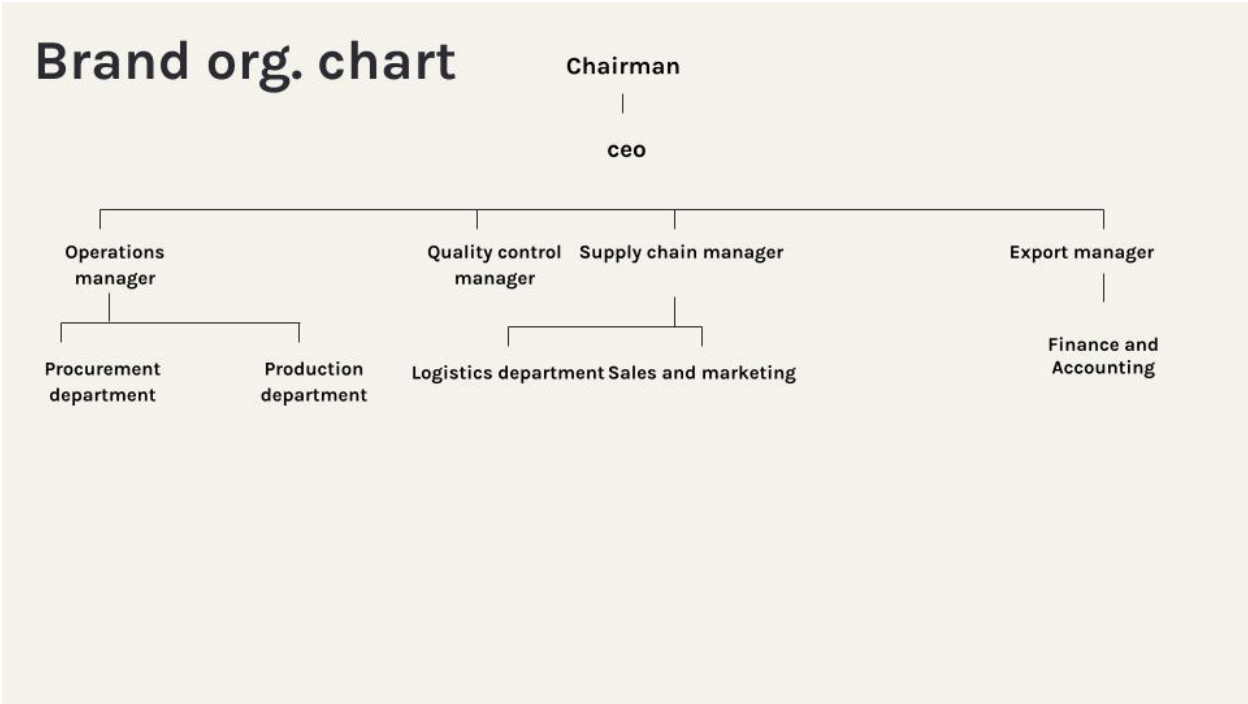 Brand org. chart
Chairman
ceo
Operations
manager
Quality control
manager
Supply chain manager
Export manager
Procurement
department
Production
department
Logistics department
Sales and marketing
Finance and
Accounting